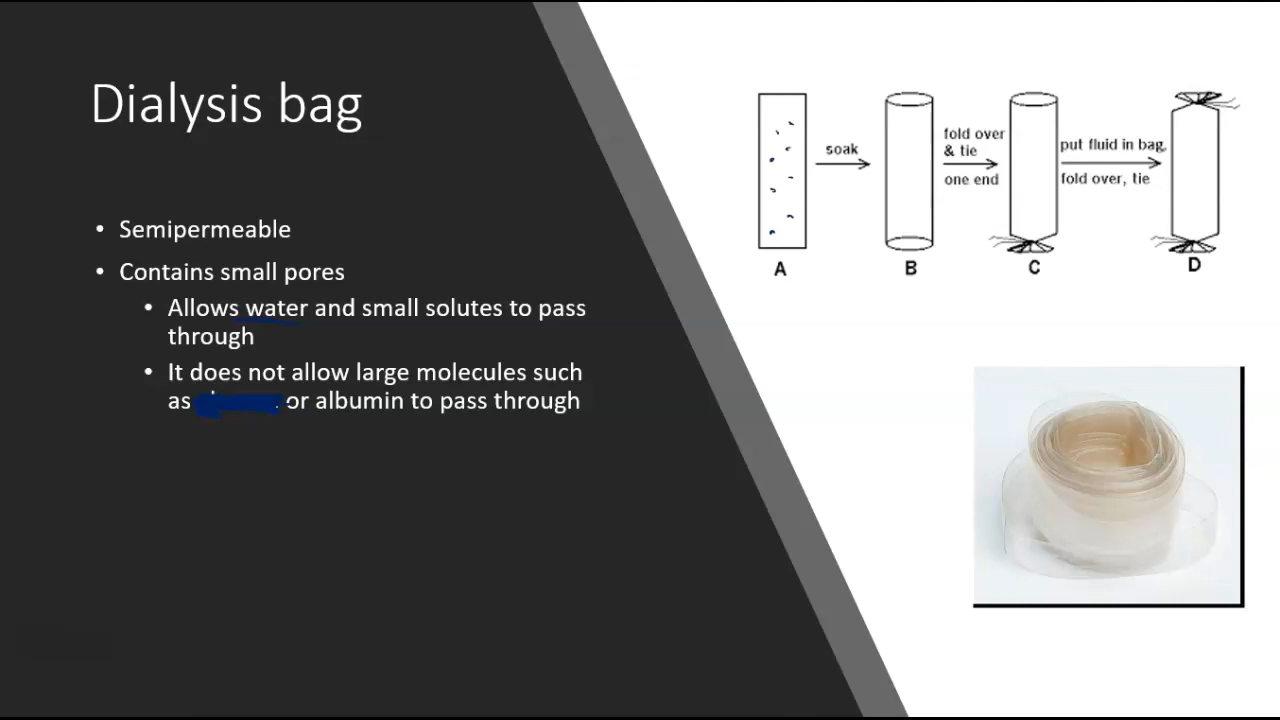 Dialysis bag
• Semipermeable
• Contains small pores
• Allows water and small solutes to pass
through
• It does not allow large molecules such
as or albumin to pass through
soak
fold over
& tie
one end
put fluid in bag,
fold over, tie
A
B
C
D